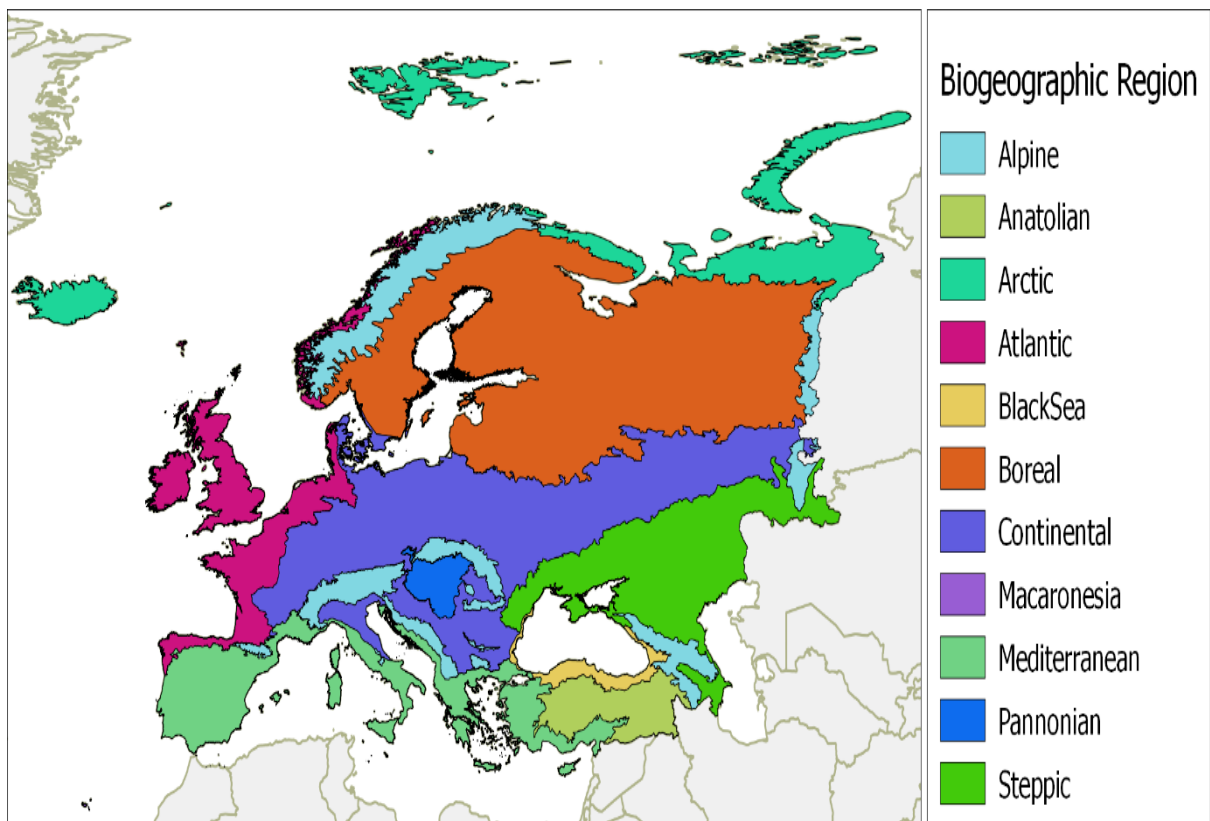 Biogeographic Region
Alpine
Anatolian
Arctic
Atlantic
BlackSea
Boreal
Continental
Macaronesia
Mediterranean
Pannonian
Steppic